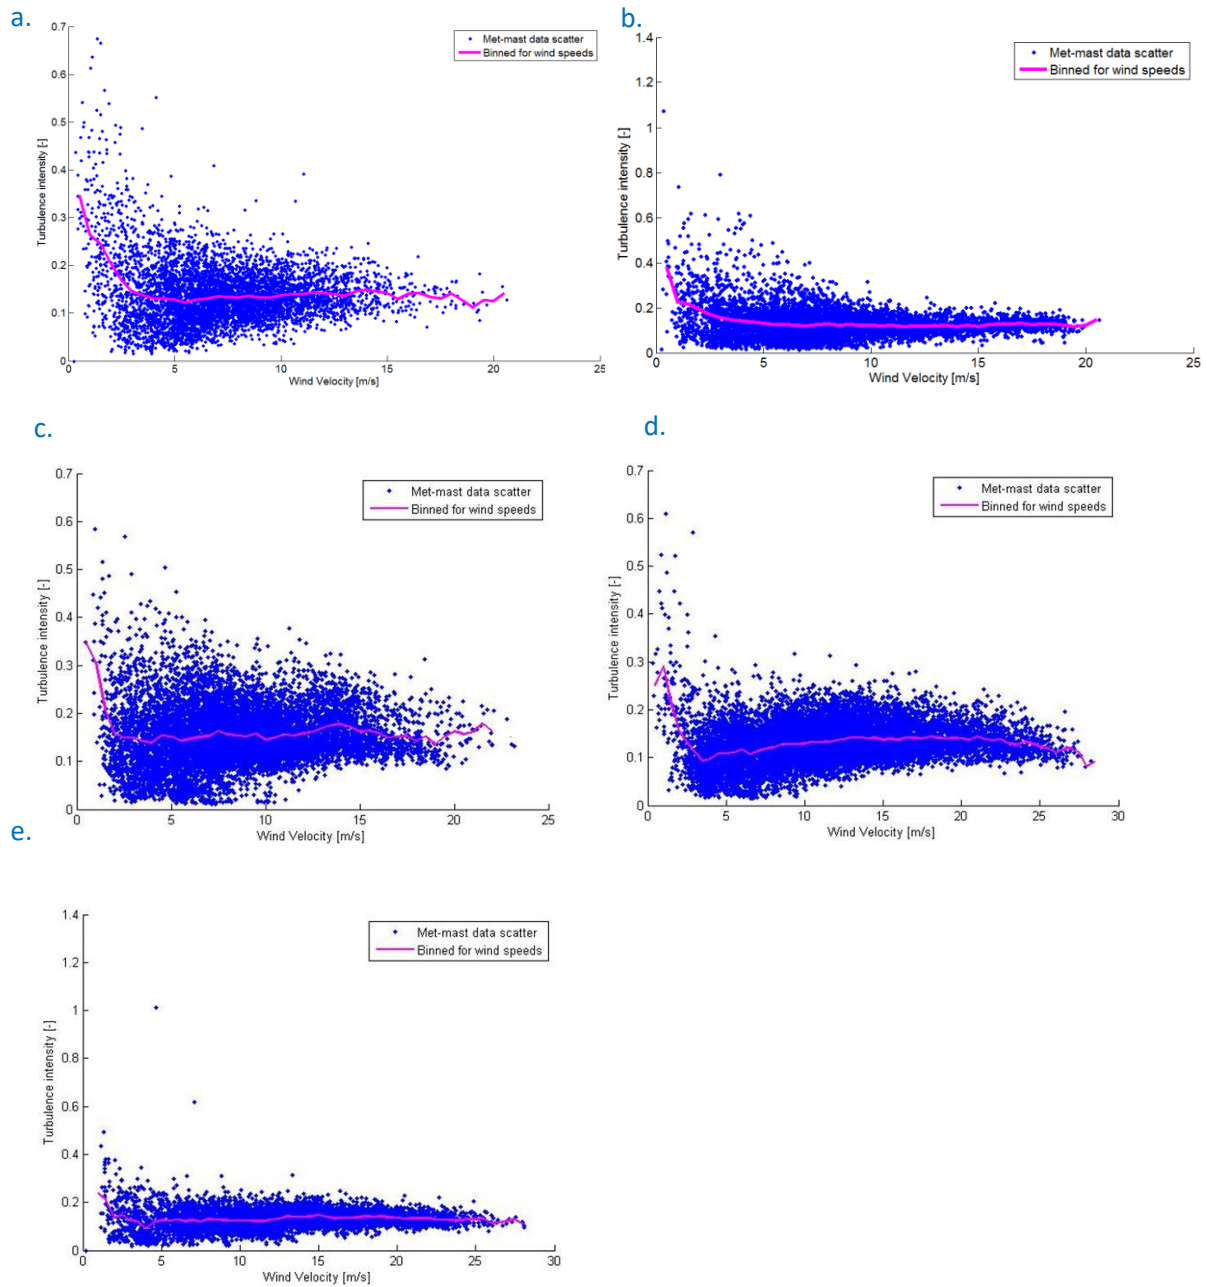 a.
0.7
0.6
0.5
0.4
0.3
0.2
0.1
0
Turbulence intensity [-]
Met-mast data scatter
Binned for wind speeds
0 5 10 15 20 25
Wind Velocity [m/s]
b.
1.4
1.2
1
0.8
0.6
0.4
0.2
0
Turbulence intensity [-]
Met-mast data scatter
Binned for wind speeds
0 5 10 15 20 25
Wind Velocity [m/s]
c.
0.7
0.6
0.5
0.4
0.3
0.2
0.1
0
Turbulence intensity [-]
Met-mast data scatter
Binned for wind speeds
0 5 10 15 20 25
Wind Velocity [m/s]
d.
0.7
0.6
0.5
0.4
0.3
0.2
0.1
0
Turbulence intensity [-]
Met-mast data scatter
Binned for wind speeds
0 5 10 15 20 25 30
Wind Velocity [m/s]
e.
1.4
1.2
1
0.8
0.6
0.4
0.2
0
Turbulence intensity [-]
Met-mast data scatter
Binned for wind speeds
0 5 10 15 20 25 30
Wind Velocity [m/s]